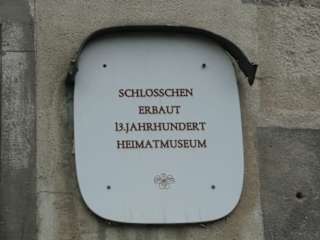 SCHLOSSCHEN
ERBAUT
13.JAHRHUNDERT
HEIMATMUSEUM